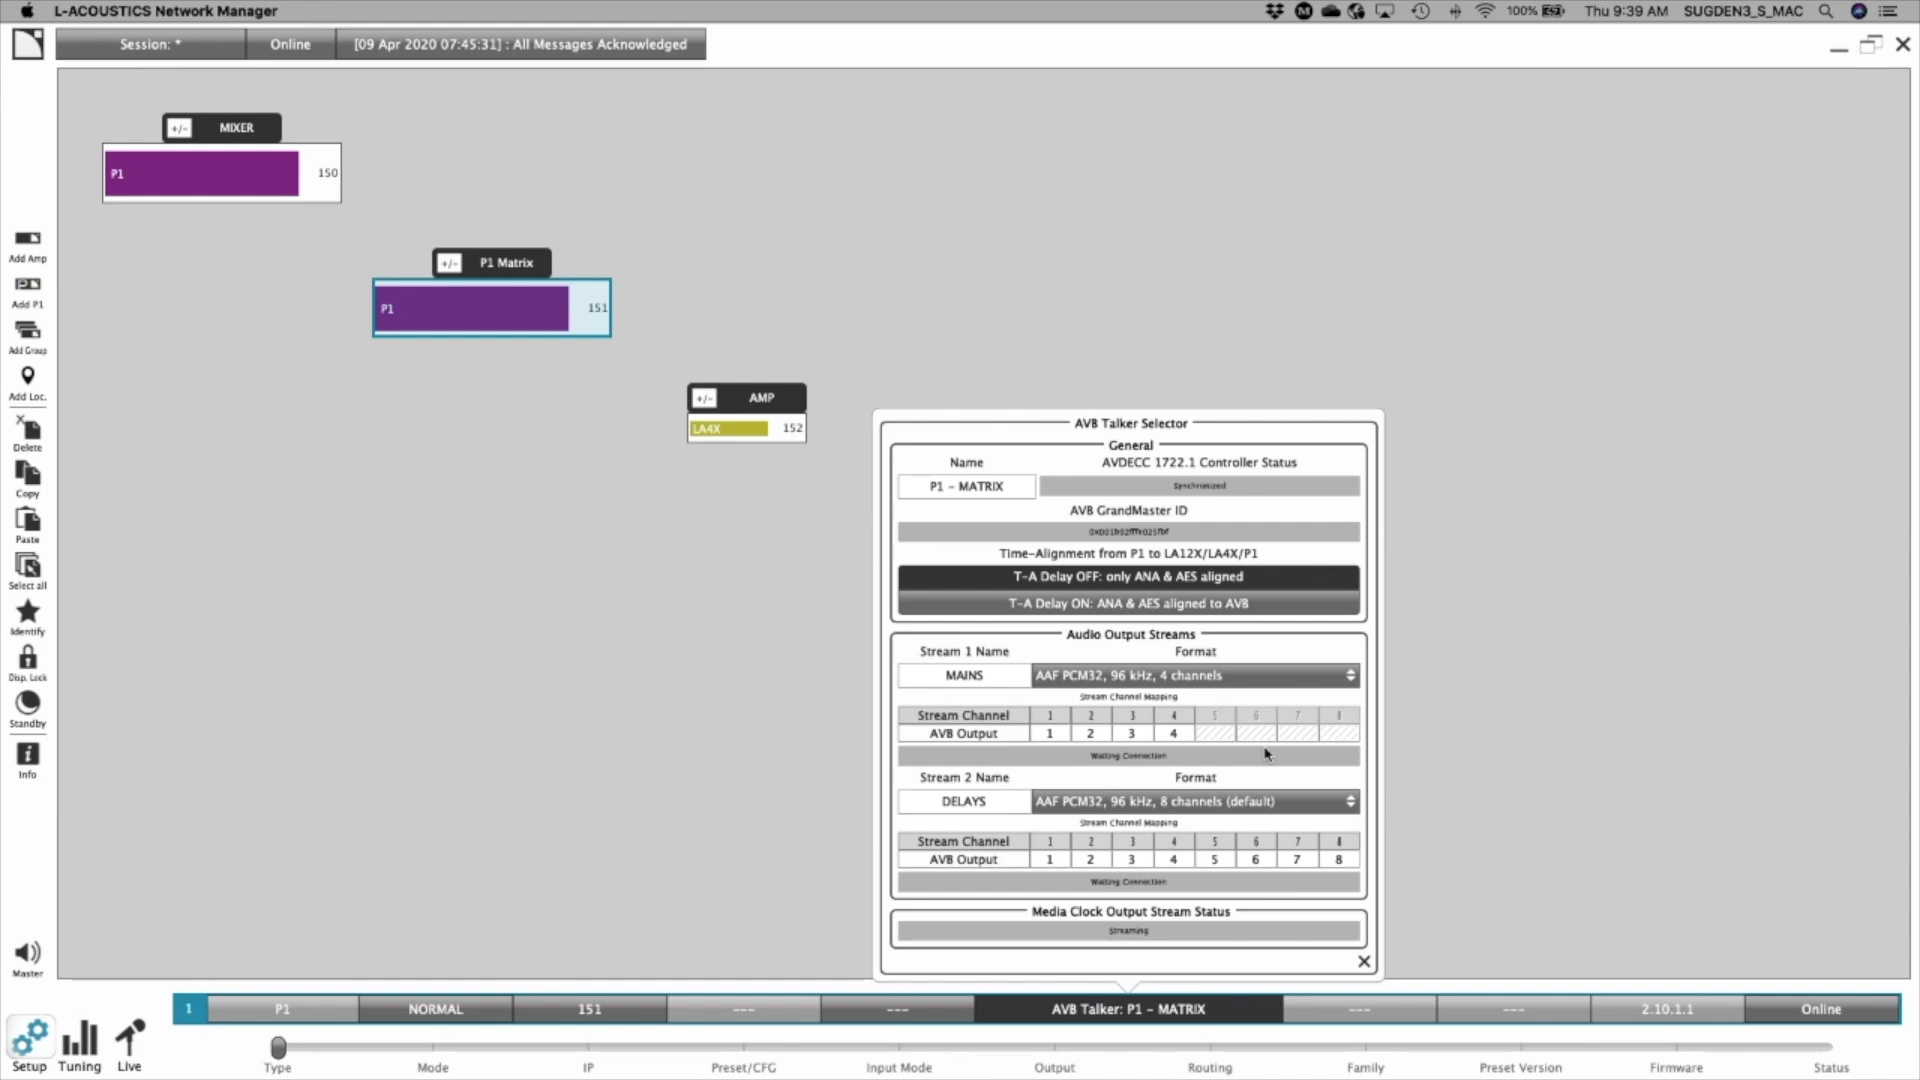 L-ACOUSTICS Network Manager
100%
Thu 9:39 AM
SUGDEN3_S_MAC
Session: *
Online
[09 Apr 2020 07:45:31] : All Messages Acknowledged
+/- MIXER
P1 150
+/- P1 Matrix
P1 151
+/- AMP
LA4X 152
Add Amp
Add P1
Add Group
Add Loc.
Delete
Copy
Paste
Select all
Identify
Disp. Lock
Standby
Info
Master
AVB Talker Selector
General
Name AVDECC 1722.1 Controller Status
P1 - MATRIX Synchronized
AVB GrandMaster ID
Time-Alignment from P1 to LA12X/LA4X/P1
T-A Delay OFF: only ANA & AES aligned
T-A Delay ON: ANA & AES aligned to AVB
Audio Output Streams
Stream 1 Name Format
MAINS AAF PCM32, 96 kHz, 4 channels
Stream Channel Mapping
Stream Channel 1 2 3 4 5 6 7 8
AVB Output 1 2 3 4
Waiting Connection
Stream 2 Name Format
DELAYS AAF PCM32, 96 kHz, 8 channels (default)
Stream Channel Mapping
Stream Channel 1 2 3 4 5 6 7 8
AVB Output 1 2 3 4 5 6 7 8
Waiting Connection
Media Clock Output Stream Status
Streaming
1 P1 NORMAL 151 --- --- AVB Talker: P1 - MATRIX --- --- 2.10.1.1 Online
Setup Tuning Live
Type Mode IP Preset/CFG Input Mode Output Routing Family Preset Version Firmware Status